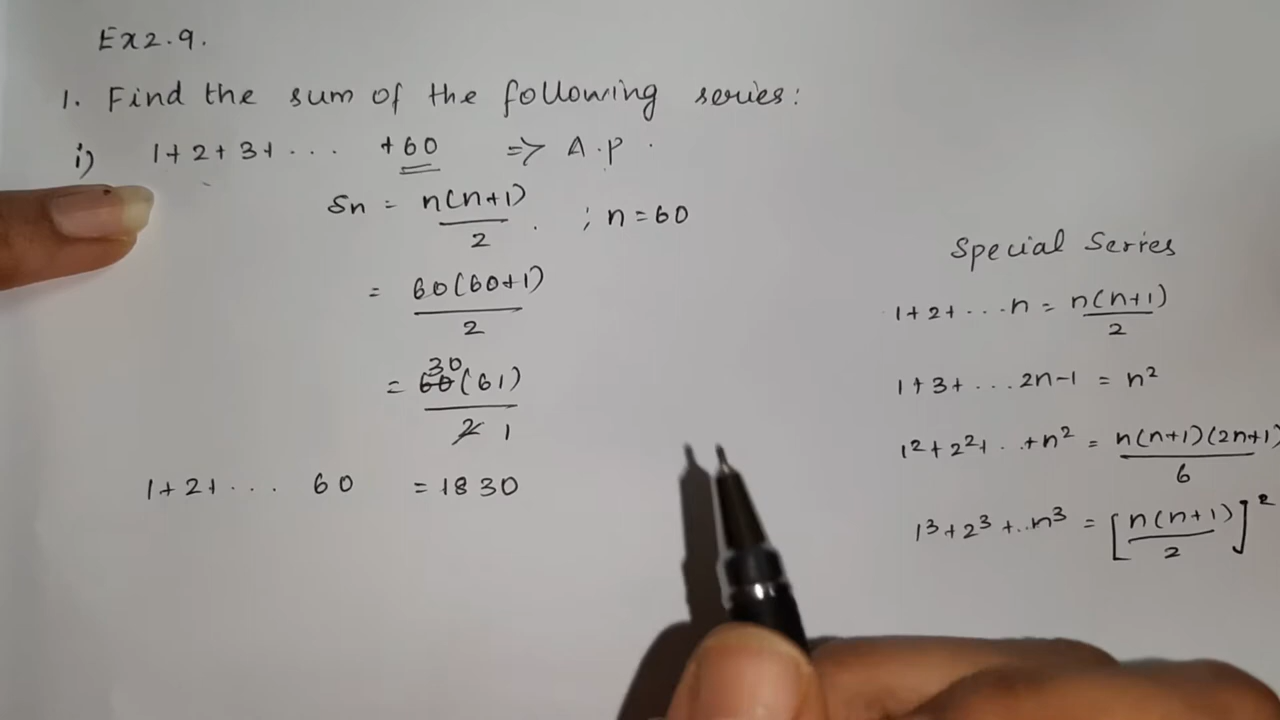 Ex2.9.
1. Find the sum of the following series:
i) 1+2+3+... +60 => A.P.
Sn = n(n+1)/2 ; n=60
= 60(60+1)/2
= 60(61)/2 30 1
1+2+... 60 = 1830
Special Series
1+2+...n = n(n+1)/2
1+3+...2n-1 = n²
1²+2²+..+n² = n(n+1)(2n+1)/6
1³+2³+..n³ = [n(n+1)/2]²